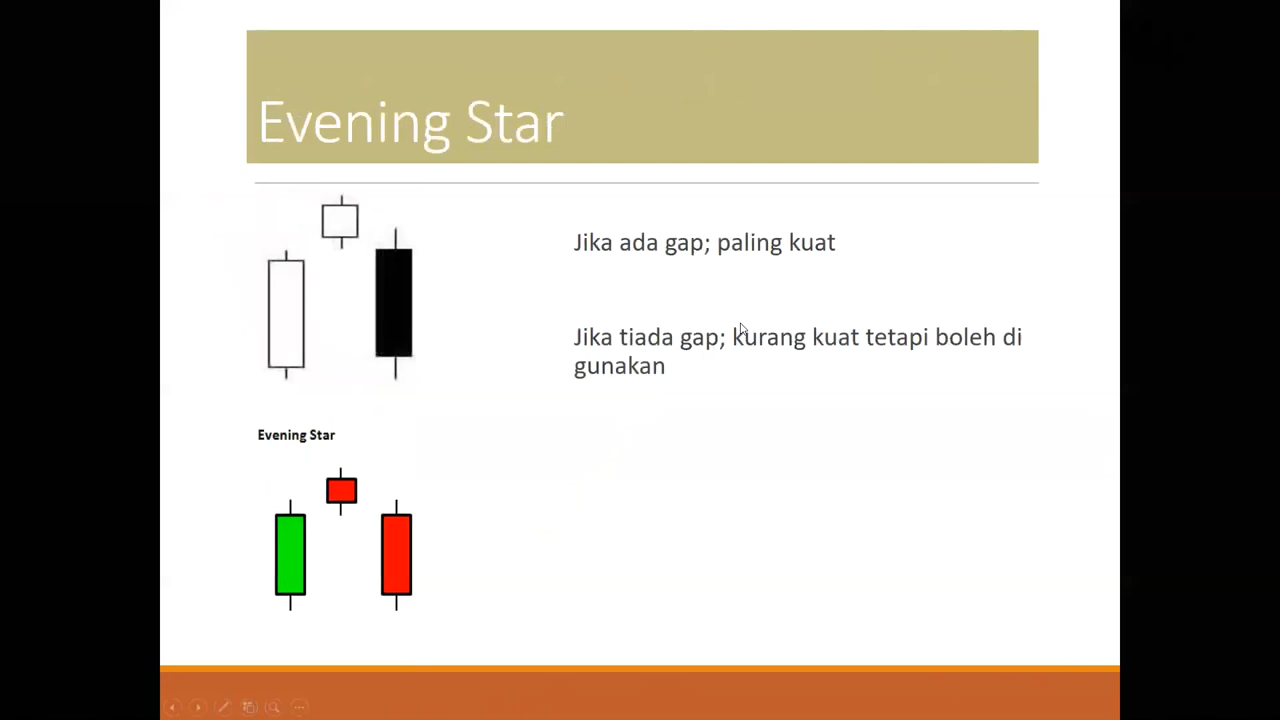 Evening Star
Jika ada gap; paling kuat
Jika tiada gap; kurang kuat tetapi boleh di
gunakan
Evening Star